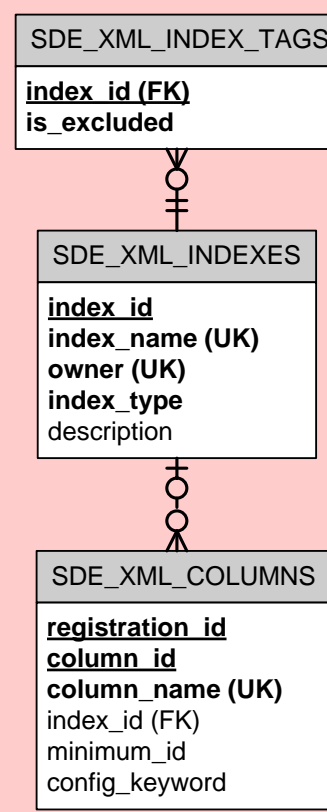 SDE_XML_INDEX_TAGS
index_id (FK)
is_excluded
SDE_XML_INDEXES
index_id
index_name (UK)
owner (UK)
index_type
description
SDE_XML_COLUMNS
registration_id
column_id
column_name (UK)
index_id (FK)
minimum_id
config_keyword